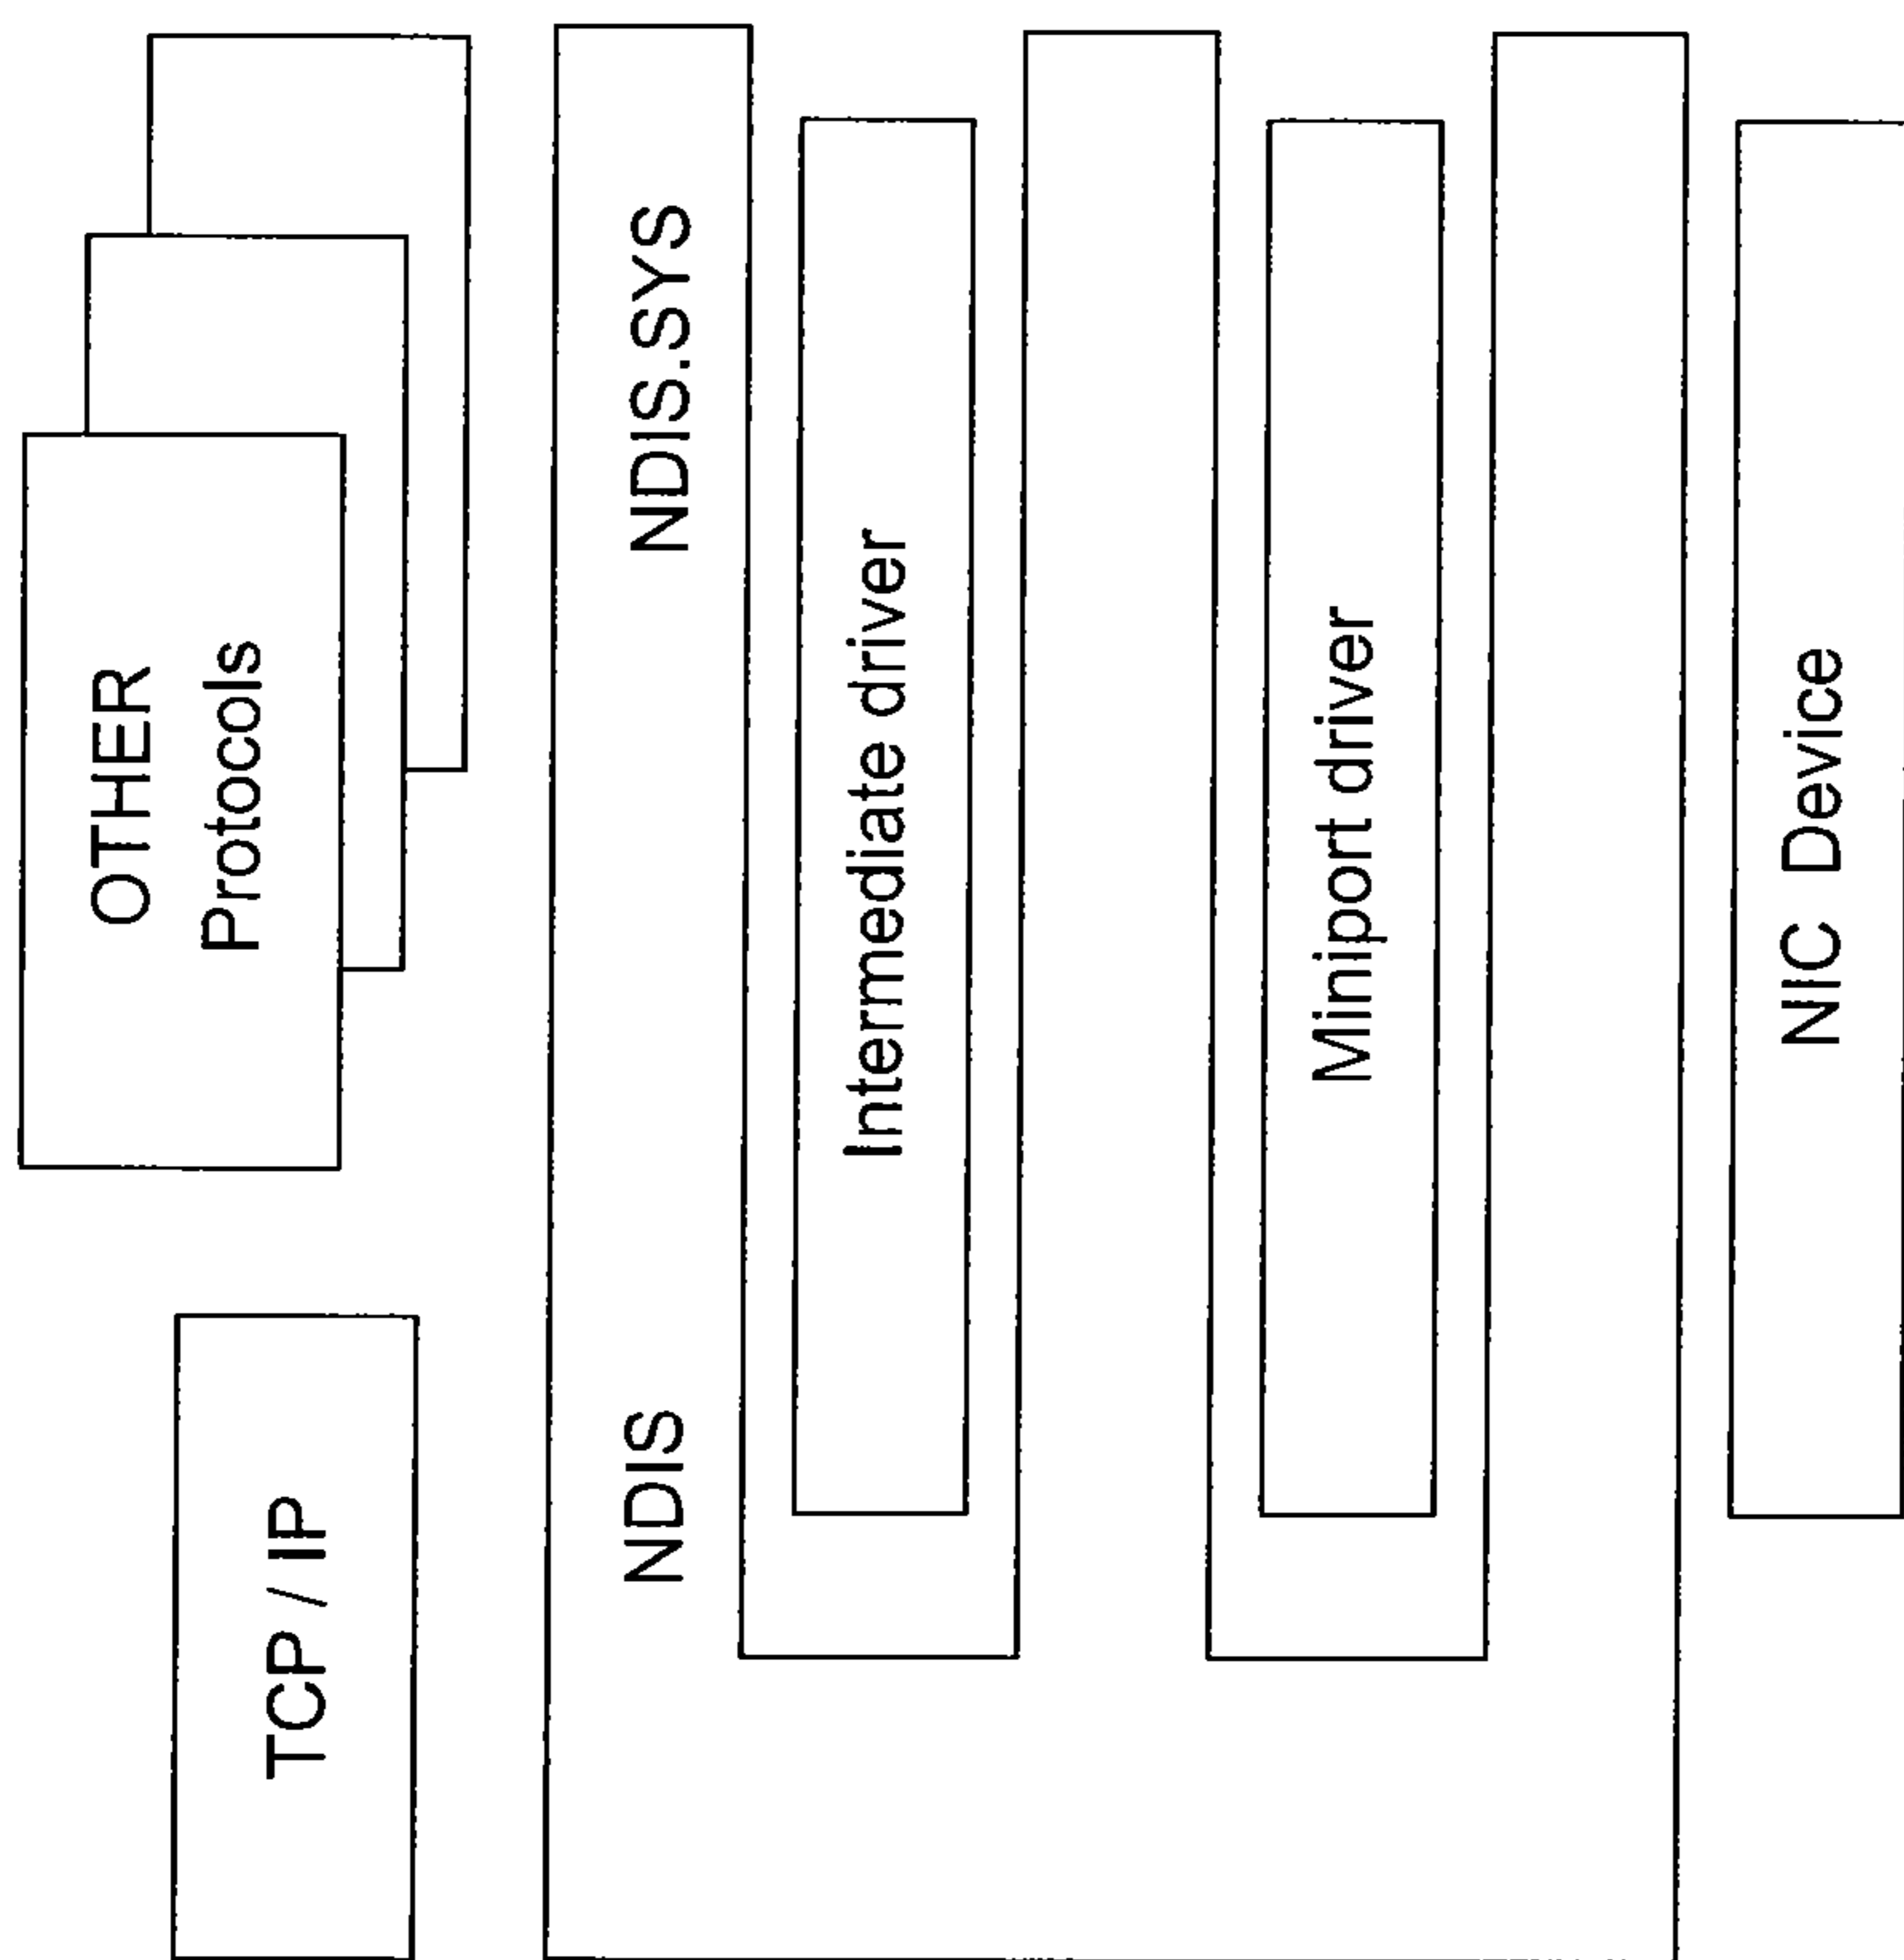 TCP / IP
OTHER
Protocols
NDIS
NDIS.SYS
Intermediate driver
Miniport driver
NIC Device